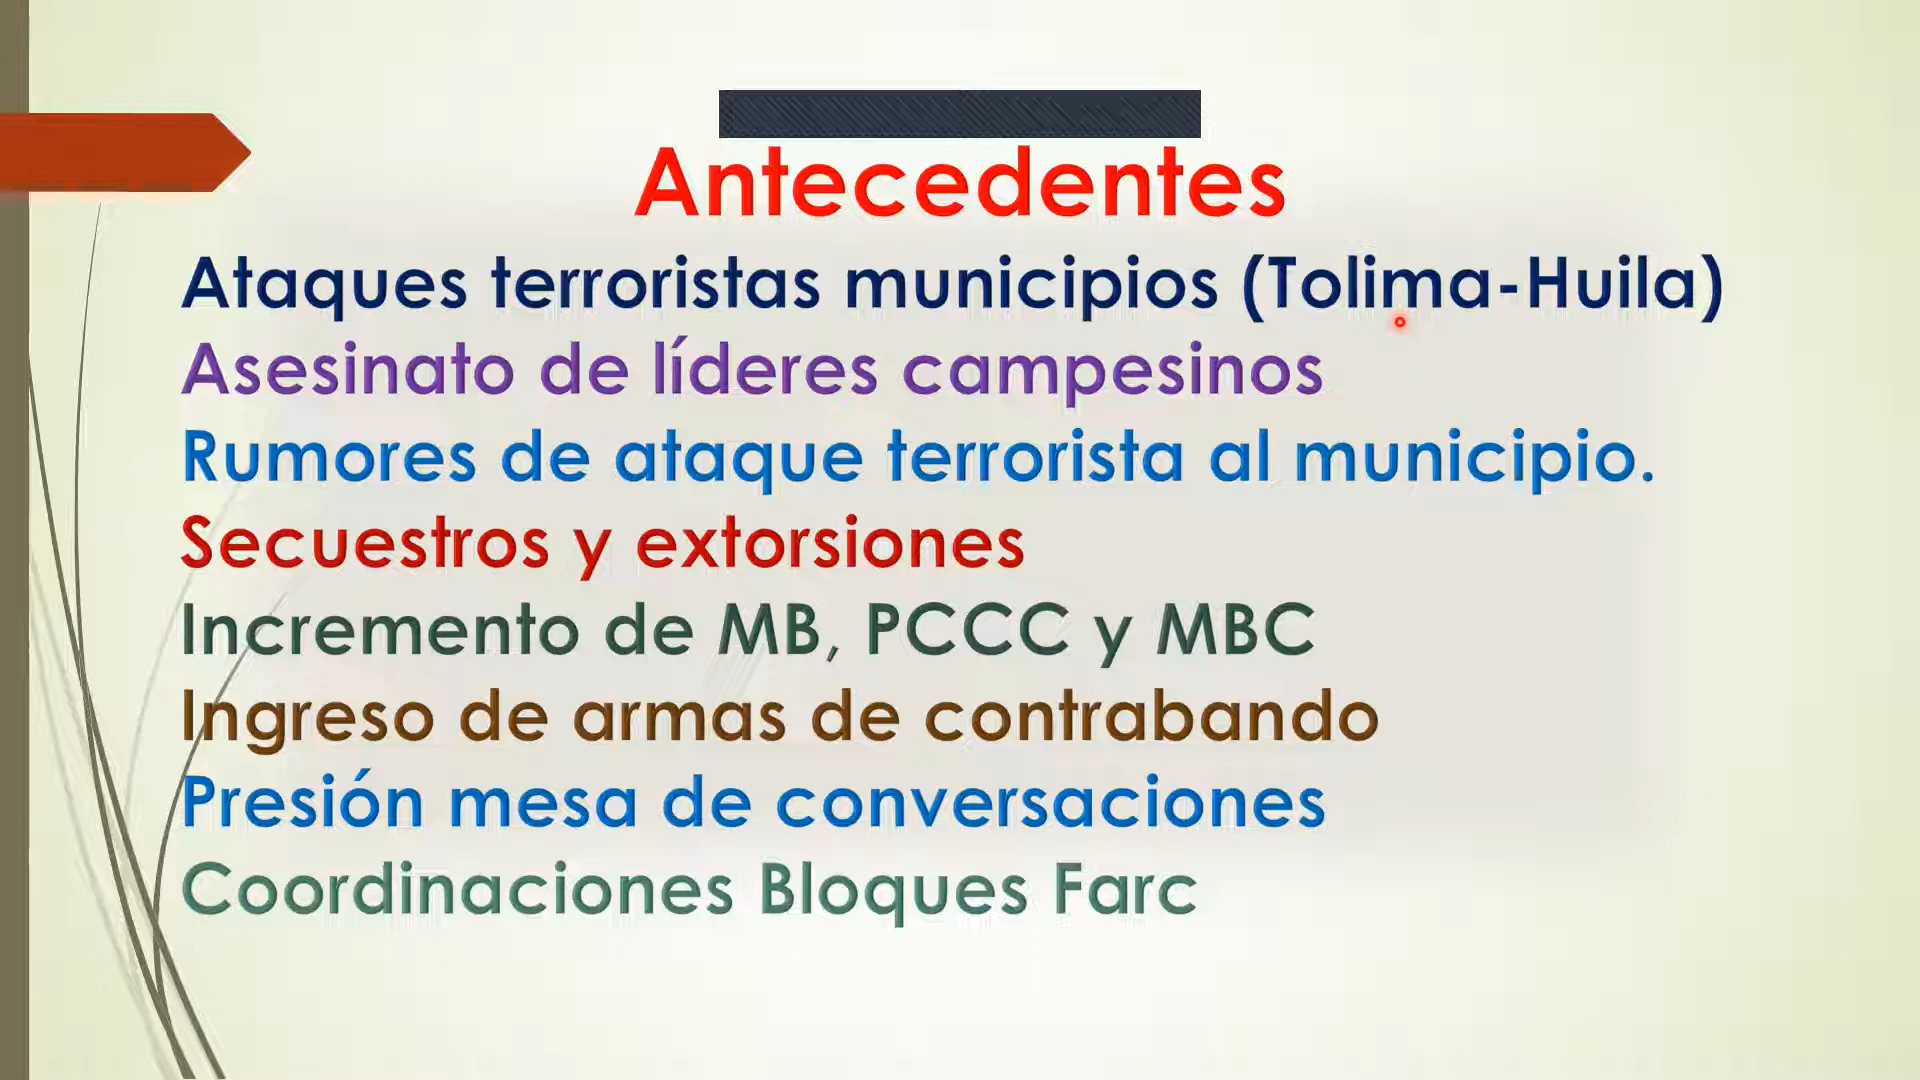 Antecedentes
Ataques terroristas municipios (Tolima-Huila)
Asesinato de líderes campesinos
Rumores de ataque terrorista al municipio.
Secuestros y extorsiones
Incremento de MB, PCCC y MBC
Ingreso de armas de contrabando
Presión mesa de conversaciones
Coordinaciones Bloques Farc